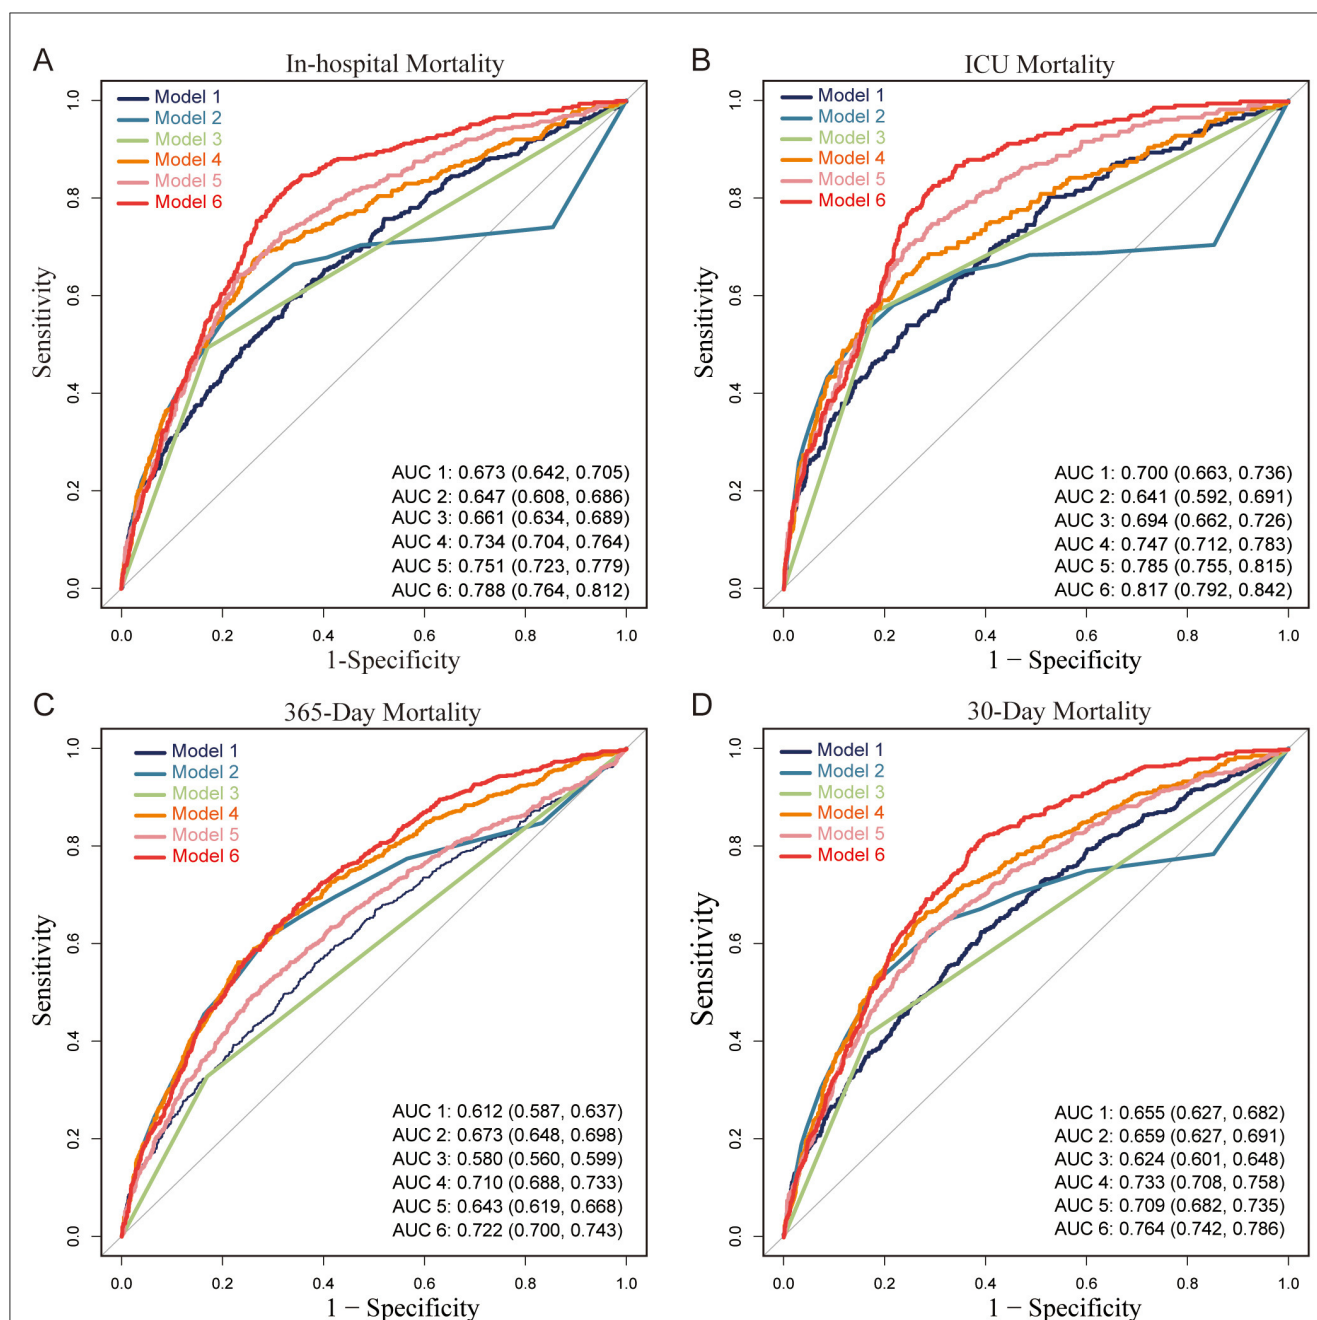 A
In-hospital Mortality
Model 1
Model 2
Model 3
Model 4
Model 5
Model 6
Sensitivity
0.0
0.2
0.4
0.6
0.8
1.0
AUC 1: 0.673 (0.642, 0.705)
AUC 2: 0.647 (0.608, 0.686)
AUC 3: 0.661 (0.634, 0.689)
AUC 4: 0.734 (0.704, 0.764)
AUC 5: 0.751 (0.723, 0.779)
AUC 6: 0.788 (0.764, 0.812)
0.0 0.2 0.4 0.6 0.8 1.0
1-Specificity
B
ICU Mortality
Model 1
Model 2
Model 3
Model 4
Model 5
Model 6
Sensitivity
0.0
0.2
0.4
0.6
0.8
1.0
AUC 1: 0.700 (0.663, 0.736)
AUC 2: 0.641 (0.592, 0.691)
AUC 3: 0.694 (0.662, 0.726)
AUC 4: 0.747 (0.712, 0.783)
AUC 5: 0.785 (0.755, 0.815)
AUC 6: 0.817 (0.792, 0.842)
0.0 0.2 0.4 0.6 0.8 1.0
1 − Specificity
C
365-Day Mortality
Model 1
Model 2
Model 3
Model 4
Model 5
Model 6
Sensitivity
0.0
0.2
0.4
0.6
0.8
1.0
AUC 1: 0.612 (0.587, 0.637)
AUC 2: 0.673 (0.648, 0.698)
AUC 3: 0.580 (0.560, 0.599)
AUC 4: 0.710 (0.688, 0.733)
AUC 5: 0.643 (0.619, 0.668)
AUC 6: 0.722 (0.700, 0.743)
0.0 0.2 0.4 0.6 0.8 1.0
1 − Specificity
D
30-Day Mortality
Model 1
Model 2
Model 3
Model 4
Model 5
Model 6
Sensitivity
0.0
0.2
0.4
0.6
0.8
1.0
AUC 1: 0.655 (0.627, 0.682)
AUC 2: 0.659 (0.627, 0.691)
AUC 3: 0.624 (0.601, 0.648)
AUC 4: 0.733 (0.708, 0.758)
AUC 5: 0.709 (0.682, 0.735)
AUC 6: 0.764 (0.742, 0.786)
0.0 0.2 0.4 0.6 0.8 1.0
1 − Specificity